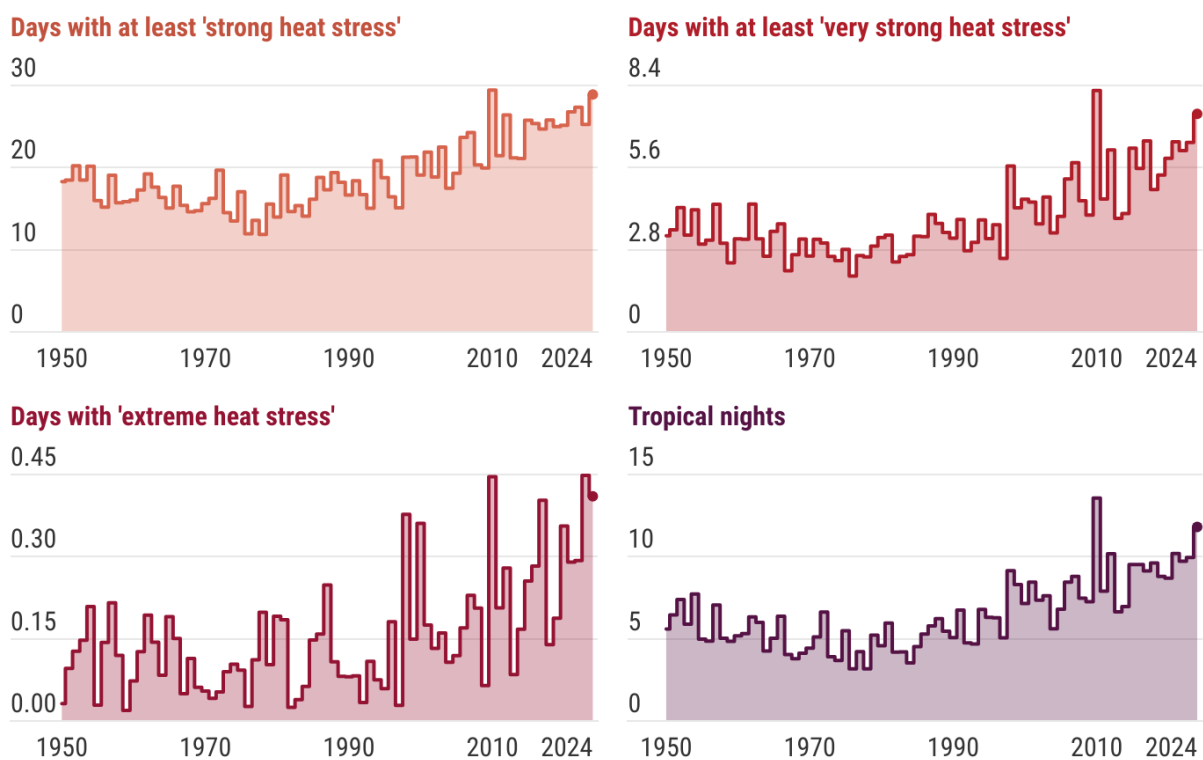 Days with at least 'strong heat stress'
30
20
10
0
1950 1970 1990 2010 2024
Days with at least 'very strong heat stress'
8.4
5.6
2.8
0
1950 1970 1990 2010 2024
Days with 'extreme heat stress'
0.45
0.30
0.15
0.00
1950 1970 1990 2010 2024
Tropical nights
15
10
5
0
1950 1970 1990 2010 2024